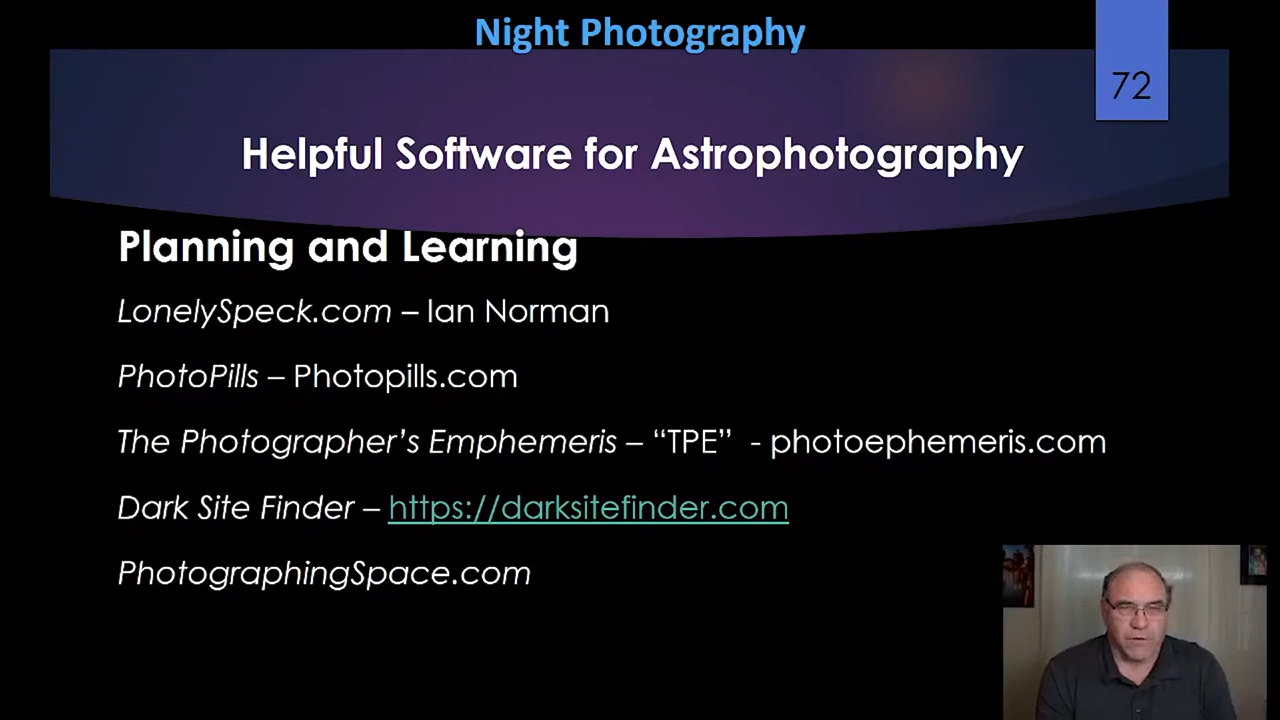 Night Photography
72
Helpful Software for Astrophotography
Planning and Learning
LonelySpeck.com – Ian Norman
PhotoPills – Photopills.com
The Photographer’s Emphemeris – “TPE” - photoephemeris.com
Dark Site Finder – https://darksitefinder.com
PhotographingSpace.com